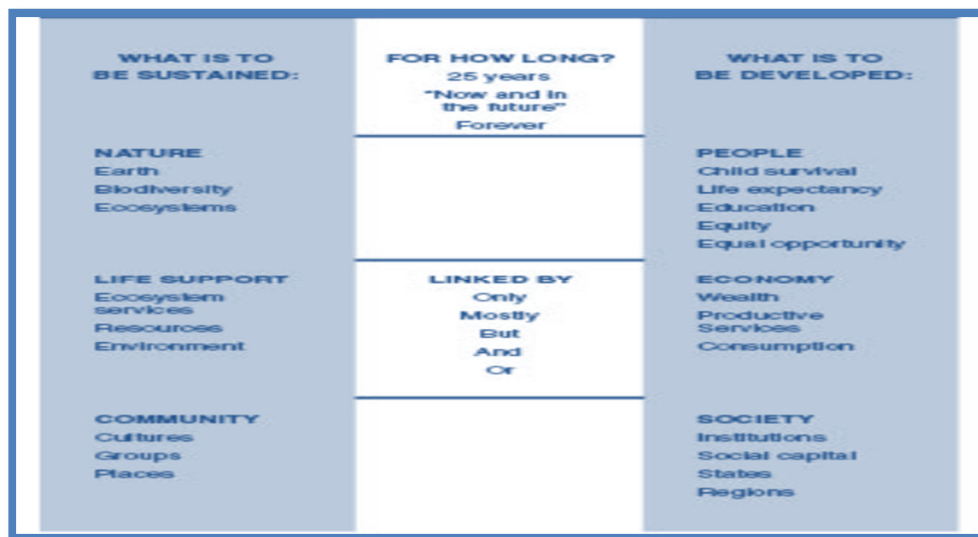 WHAT IS TO
BE SUSTAINED:
NATURE
Earth
Biodiversity
Ecosystems
LIFE SUPPORT
Ecosystem
services
Resources
Environment
COMMUNITY
Cultures
Groups
Places
FOR HOW LONG?
25 years
"Now and in
the future"
Forever
LINKED BY
Only
Mostly
But
And
Or
WHAT IS TO
BE DEVELOPED:
PEOPLE
Child survival
Life expectancy
Education
Equity
Equal opportunity
ECONOMY
Wealth
Productive
Services
Consumption
SOCIETY
Institutions
Social capital
States
Regions